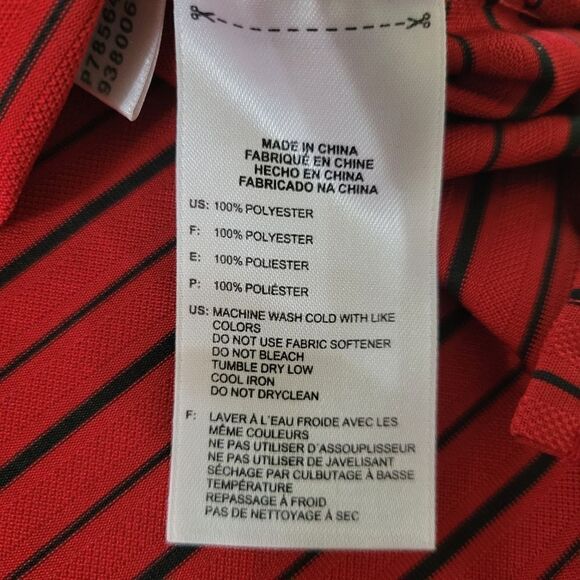 P7856
938006
MADE IN CHINA
FABRIQUÉ EN CHINE
HECHO EN CHINA
FABRICADO NA CHINA
US: 100% POLYESTER
F: 100% POLYESTER
E: 100% POLIESTER
P: 100% POLIÉSTER
US: MACHINE WASH COLD WITH LIKE
COLORS
DO NOT USE FABRIC SOFTENER
DO NOT BLEACH
TUMBLE DRY LOW
COOL IRON
DO NOT DRYCLEAN
F: LAVER À L'EAU FROIDE AVEC LES
MÊME COULEURS
NE PAS UTILISER D'ASSOUPLISSEUR
NE PAS UTILIZER DE JAVELISANT
SÉCHAGE PAR CULBUTAGE À BASSE
TEMPÉRATURE
REPASSAGE À FROID
PAS DE NETTOYAGE À SEC